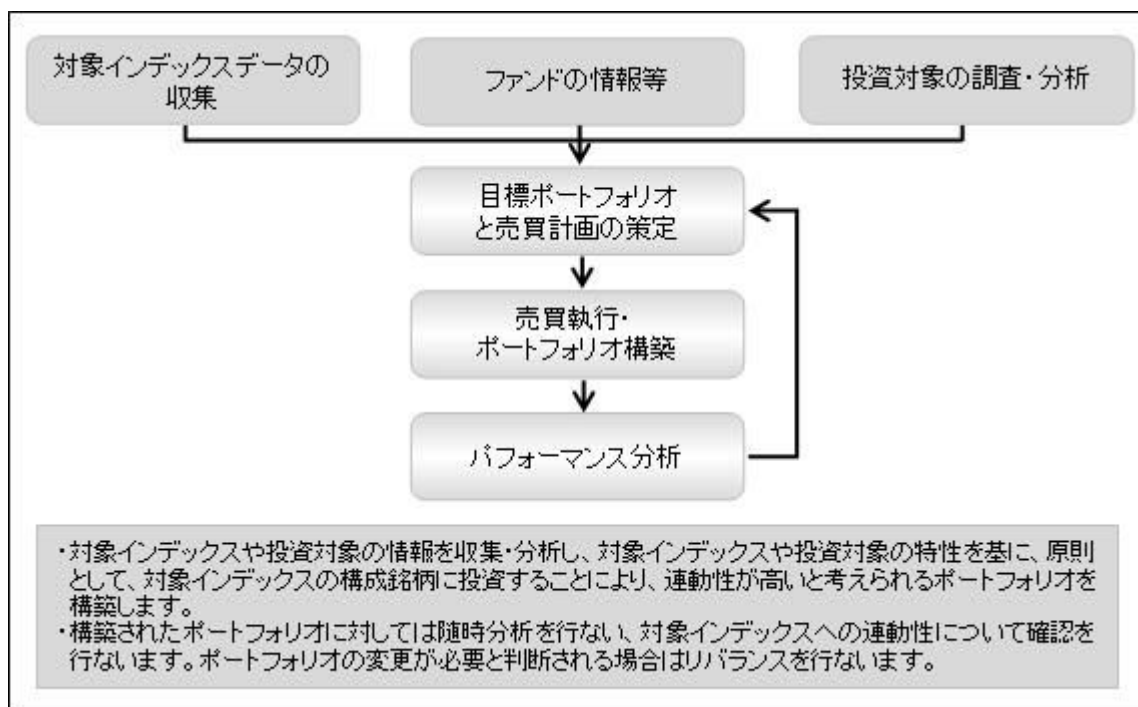 対象インデックスデータの
収集
ファンドの情報等
投資対象の調査・分析
目標ポートフォリオ
と売買計画の策定
売買執行・
ポートフォリオ構築
パフォーマンス分析
・対象インデックスや投資対象の情報を収集・分析し、対象インデックスや投資対象の特性を基に、原則
として、対象インデックスの構成銘柄に投資することにより、連動性が高いと考えられるポートフォリオを
構築します。
・構築されたポートフォリオに対しては随時分析を行ない、対象インデックスへの連動性について確認を
行ないます。ポートフォリオの変更が必要と判断される場合はリバランスを行ないます。